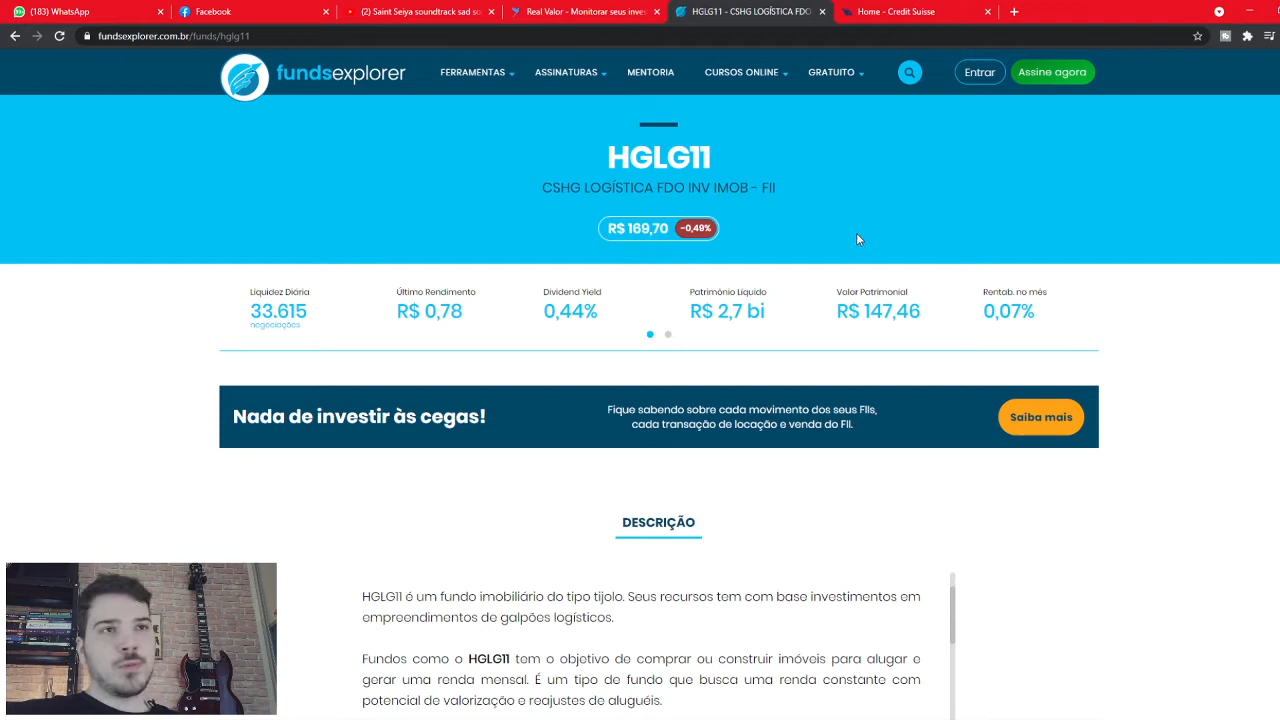 (183) WhatsApp
Facebook
(2) Saint Seiya soundtrack sad so
Real Valor - Monitorar seus inves
HGLG11 - CSHG LOGÍSTICA FDO
Home - Credit Suisse
fundsexplorer.com.br/funds/hglg11
fundsexplorer
FERRAMENTAS
ASSINATURAS
MENTORIA
CURSOS ONLINE
GRATUITO
Entrar
Assine agora
HGLG11
CSHG LOGÍSTICA FDO INV IMOB - FII
R$ 169,70 -0,49%
Liquidez Diária
33.615
negociações
Último Rendimento
R$ 0,78
Dividend Yield
0,44%
Patrimônio Líquido
R$ 2,7 bi
Valor Patrimonial
R$ 147,46
Rentab. no mês
0,07%
Nada de investir às cegas!
Fique sabendo sobre cada movimento dos seus FIIs,
cada transação de locação e venda do FII.
Saiba mais
DESCRIÇÃO
HGLG11 é um fundo imobiliário do tipo tijolo. Seus recursos tem com base investimentos em
empreendimentos de galpões logísticos.
Fundos como o HGLG11 tem o objetivo de comprar ou construir imóveis para alugar e
gerar uma renda mensal. É um tipo de fundo que busca uma renda constante com
potencial de valorização e reajustes de aluguéis.